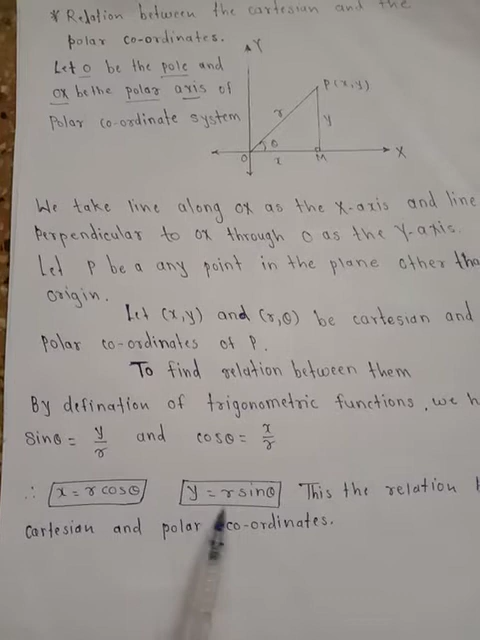 * Relation between the cartesian and the
polar co-ordinates.
Let O be the pole and
OX be the polar axis of
Polar co-ordinate system
Y
P(x,y)
r
y
θ
O
x
M
X
We take line along OX as the X-axis and line
Perpendicular to OX through O as the Y-axis.
Let P be a any point in the plane other tha
origin.
Let (x,y) and (r,θ) be cartesian and
polar co-ordinates of P.
To find relation between them
By defination of trigonometric functions, we h
sinθ = y/r and cosθ = x/r
∴ x = r cosθ y = r sinθ This the relation
cartesian and polar co-ordinates.